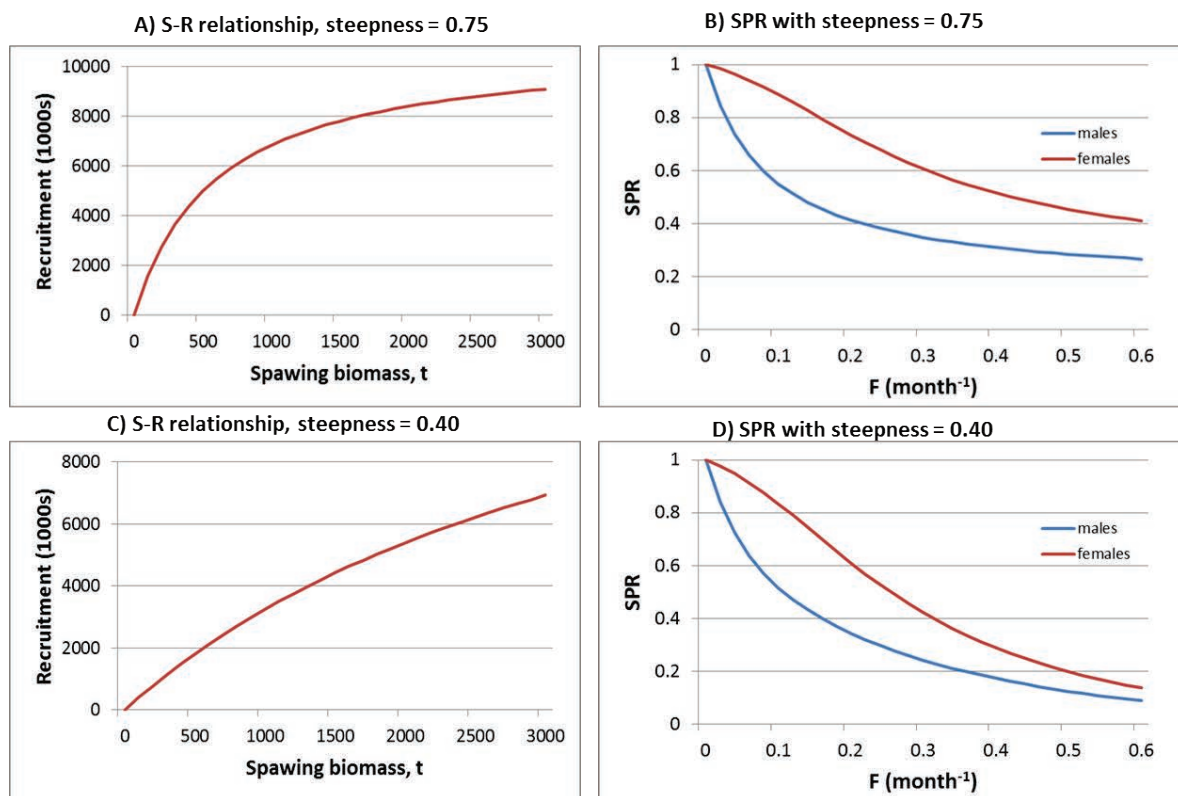 A) S-R relationship, steepness = 0.75
10000
8000
6000
4000
2000
0
Recruitment (1000s)
0 500 1000 1500 2000 2500 3000
Spawing biomass, t
B) SPR with steepness = 0.75
1
0.8
0.6
0.4
0.2
0
SPR
males
females
0 0.1 0.2 0.3 0.4 0.5 0.6
F (month⁻¹)
C) S-R relationship, steepness = 0.40
8000
6000
4000
2000
0
Recruitment (1000s)
0 500 1000 1500 2000 2500 3000
Spawing biomass, t
D) SPR with steepness = 0.40
1
0.8
0.6
0.4
0.2
0
SPR
males
females
0 0.1 0.2 0.3 0.4 0.5 0.6
F (month⁻¹)